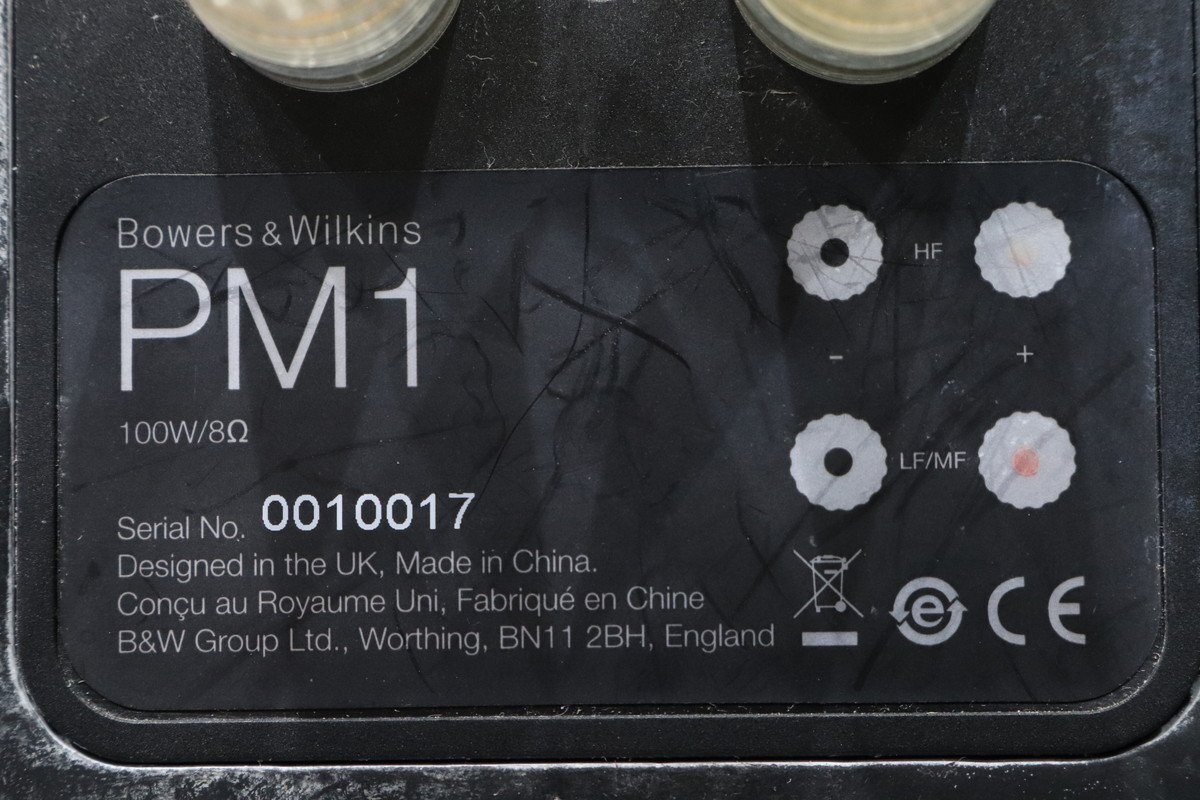 Bowers & Wilkins
PM1
100W/8Ω
Serial No. 0010017
Designed in the UK, Made in China.
Conçu au Royaume Uni, Fabriqué en Chine
B&W Group Ltd., Worthing, BN11 2BH, England
HF
- +
LF/MF
e CE